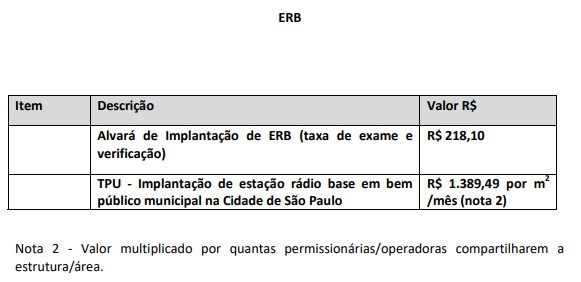 ERB
Item Descrição Valor R$
Alvará de Implantação de ERB (taxa de exame e R$ 218,10
verificação)
TPU - Implantação de estação rádio base em bem R$ 1.389,49 por m²
público municipal na Cidade de São Paulo /mês (nota 2)
Nota 2 - Valor multiplicado por quantas permissionárias/operadoras compartilharem a
estrutura/área.